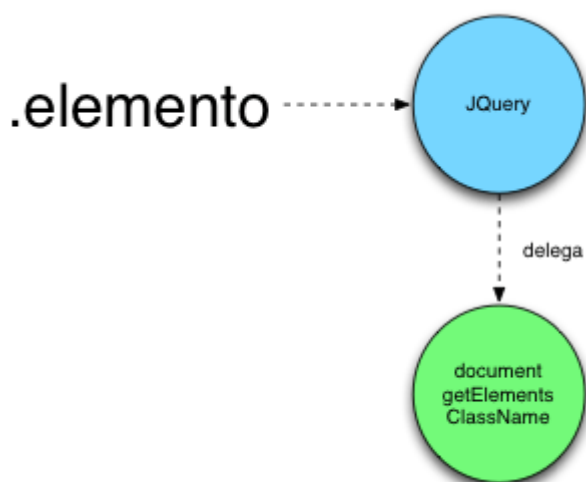 .elemento
JQuery
delega
document
getElements
ClassName